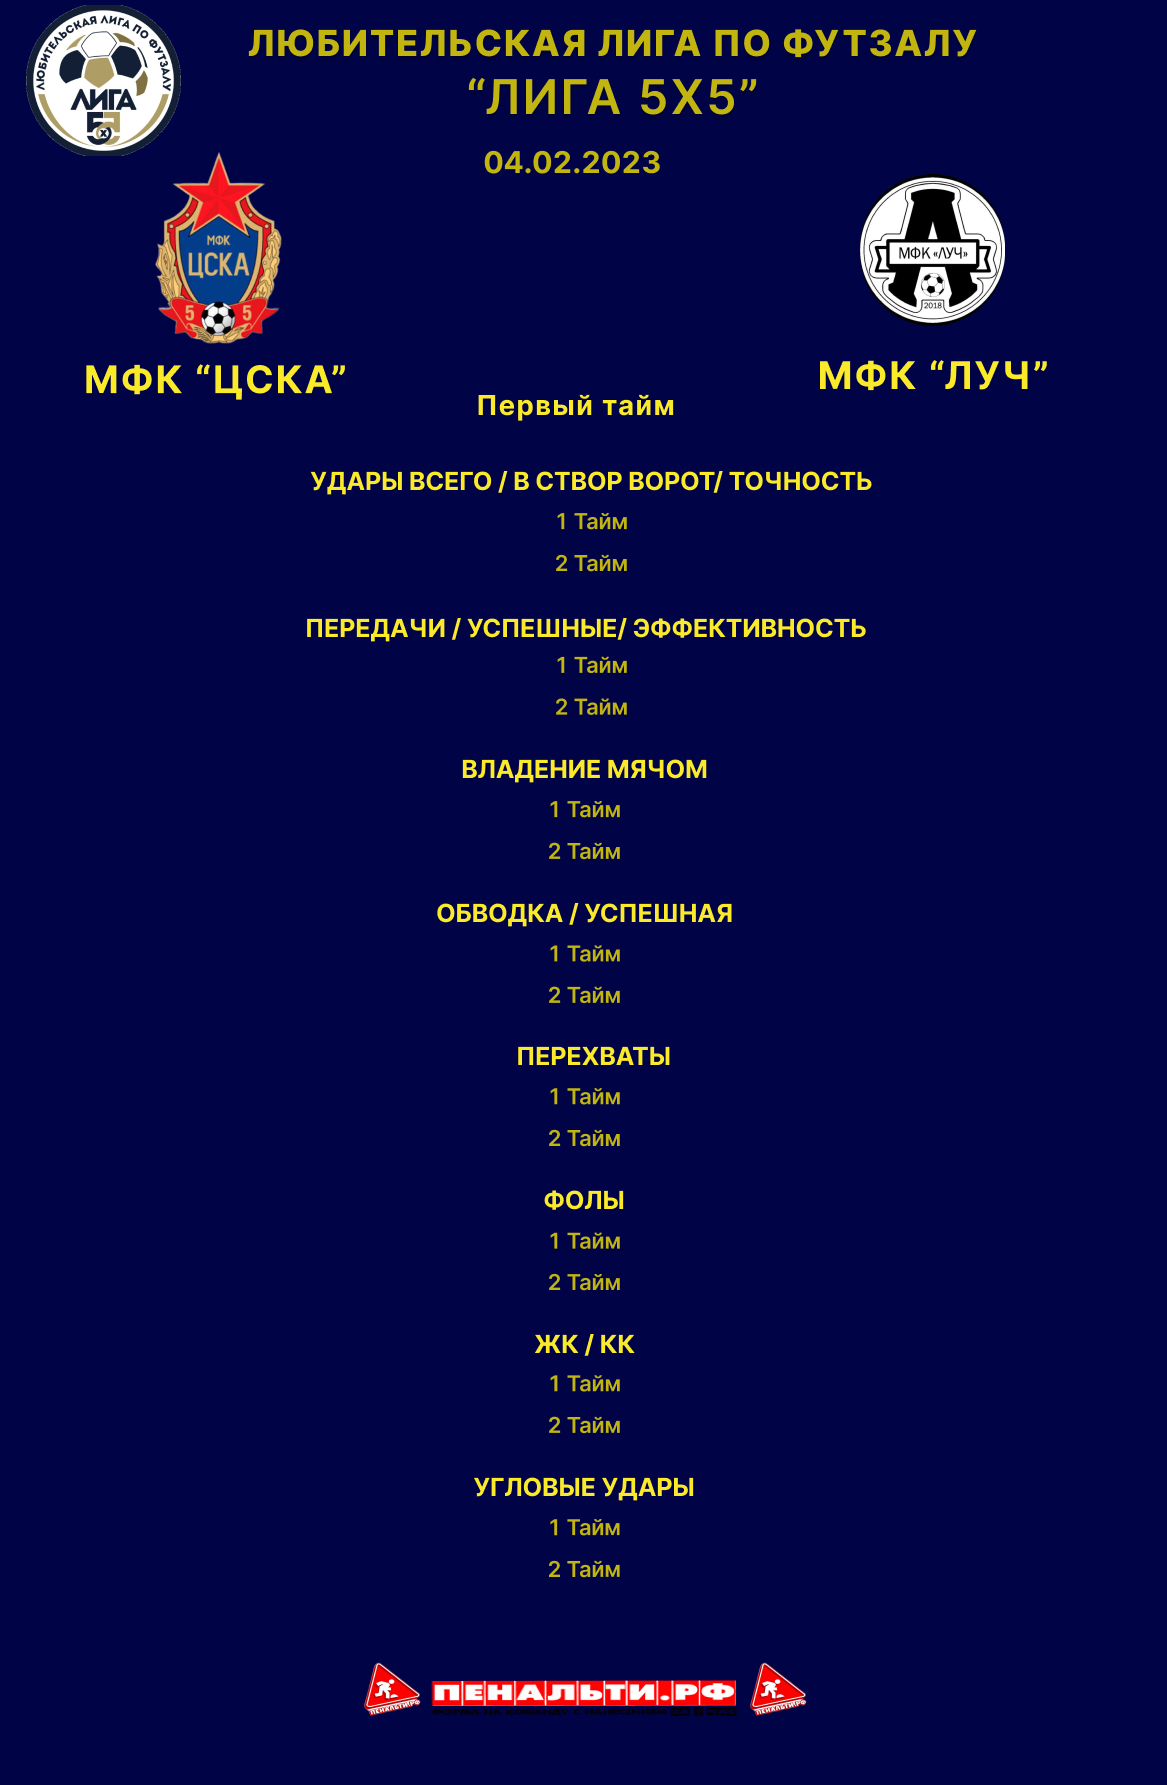 ЛЮБИТЕЛЬСКАЯ ЛИГА ПО ФУТЗАЛУ
ЛИГА
5x5
ЛЮБИТЕЛЬСКАЯ ЛИГА ПО ФУТЗАЛУ
“ЛИГА 5Х5”
04.02.2023
МФК
ЦСКА
5 5
МФК «ЛУЧ»
2018
МФК “ЦСКА”
МФК “ЛУЧ”
Первый тайм
УДАРЫ ВСЕГО / В СТВОР ВОРОТ/ ТОЧНОСТЬ
1 Тайм
2 Тайм
ПЕРЕДАЧИ / УСПЕШНЫЕ/ ЭФФЕКТИВНОСТЬ
1 Тайм
2 Тайм
ВЛАДЕНИЕ МЯЧОМ
1 Тайм
2 Тайм
ОБВОДКА / УСПЕШНАЯ
1 Тайм
2 Тайм
ПЕРЕХВАТЫ
1 Тайм
2 Тайм
ФОЛЫ
1 Тайм
2 Тайм
ЖК / КК
1 Тайм
2 Тайм
УГЛОВЫЕ УДАРЫ
1 Тайм
2 Тайм
ПЕНАЛЬТИ.РФ
ПЕНАЛЬТИ.РФ
ПЕНАЛЬТИ.РФ